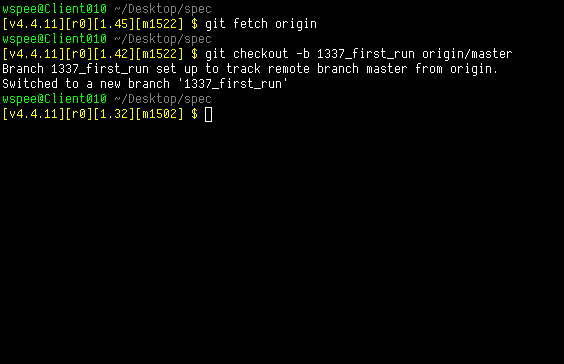 wspee@Client010 ~/Desktop/spec
[v4.4.11][r0][1.45][m1522] $ git fetch origin
wspee@Client010 ~/Desktop/spec
[v4.4.11][r0][1.42][m1522] $ git checkout -b 1337_first_run origin/master
Branch 1337_first_run set up to track remote branch master from origin.
Switched to a new branch '1337_first_run'
wspee@Client010 ~/Desktop/spec
[v4.4.11][r0][1.32][m1502] $